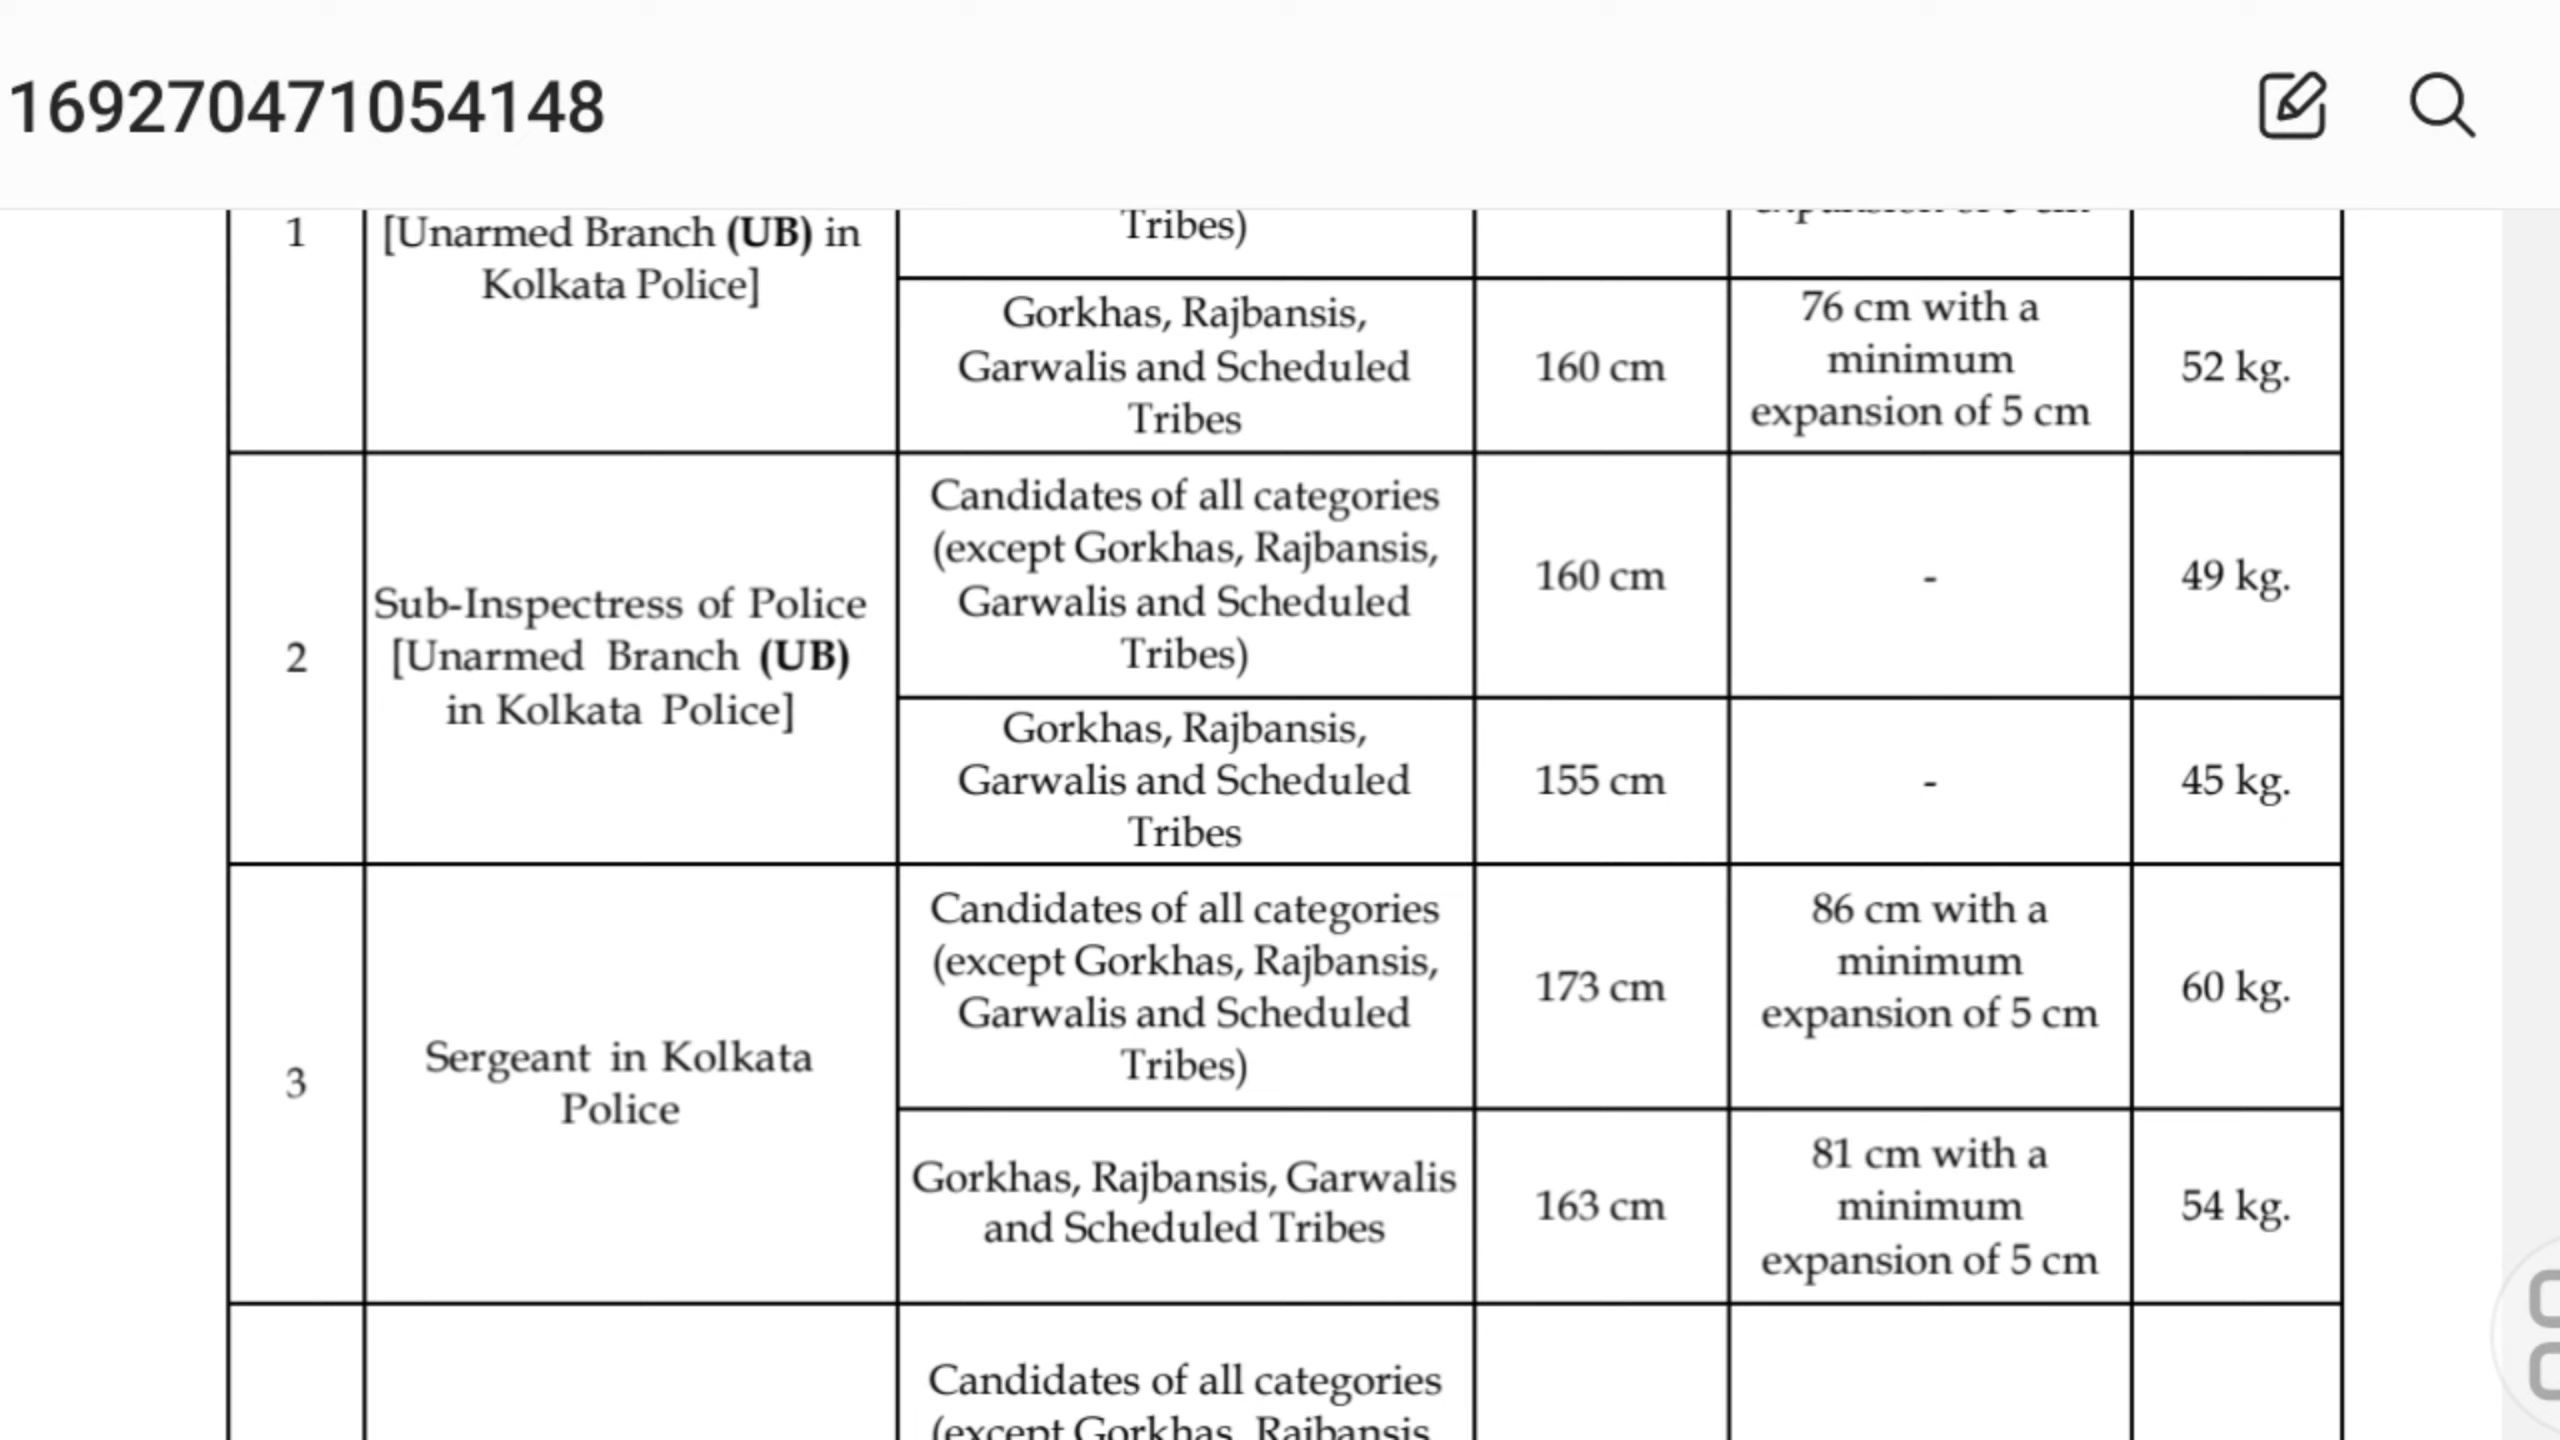 169270471054148
1
[Unarmed Branch (UB) in
Kolkata Police]
Tribes)
Gorkhas, Rajbansis,
Garwalis and Scheduled
Tribes
160 cm
76 cm with a
minimum
expansion of 5 cm
52 kg.
2
Sub-Inspectress of Police
[Unarmed Branch (UB)
in Kolkata Police]
Candidates of all categories
(except Gorkhas, Rajbansis,
Garwalis and Scheduled
Tribes)
160 cm
-
49 kg.
Gorkhas, Rajbansis,
Garwalis and Scheduled
Tribes
155 cm
-
45 kg.
3
Sergeant in Kolkata
Police
Candidates of all categories
(except Gorkhas, Rajbansis,
Garwalis and Scheduled
Tribes)
173 cm
86 cm with a
minimum
expansion of 5 cm
60 kg.
Gorkhas, Rajbansis, Garwalis
and Scheduled Tribes
163 cm
81 cm with a
minimum
expansion of 5 cm
54 kg.
Candidates of all categories
(except Gorkhas, Rajbansis